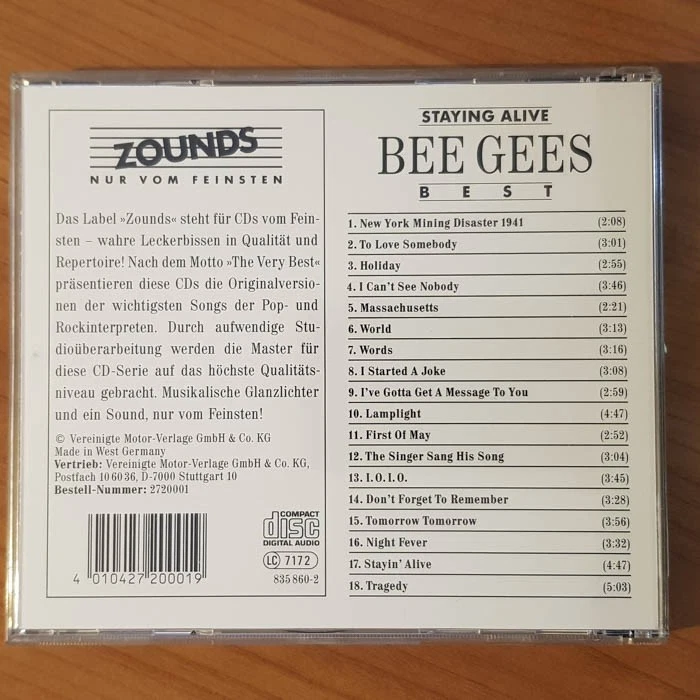 ZOUNDS
NUR VOM FEINSTEN
Das Label »Zounds« steht für CDs vom Fein-
sten – wahre Leckerbissen in Qualität und
Repertoire! Nach dem Motto »The Very Best«
präsentieren diese CDs die Originalversio-
nen der wichtigsten Songs der Pop- und
Rockinterpreten. Durch aufwendige Stu-
dioüberarbeitung werden die Master für
diese CD-Serie auf das höchste Qualitäts-
niveau gebracht. Musikalische Glanzlichter
und ein Sound, nur vom Feinsten!
© Vereinigte Motor-Verlage GmbH & Co. KG
Made in West Germany
Vertrieb: Vereinigte Motor-Verlage GmbH & Co. KG,
Postfach 10 60 36, D-7000 Stuttgart 10
Bestell-Nummer: 2720001
4 010427 200019
COMPACT
disc
DIGITAL AUDIO
LC 7172
835 860-2
STAYING ALIVE
BEE GEES
BEST
1. New York Mining Disaster 1941 (2:08)
2. To Love Somebody (3:01)
3. Holiday (2:55)
4. I Can't See Nobody (3:46)
5. Massachusetts (2:21)
6. World (3:13)
7. Words (3:16)
8. I Started A Joke (3:08)
9. I've Gotta Get A Message To You (2:59)
10. Lamplight (4:47)
11. First Of May (2:52)
12. The Singer Sang His Song (3:04)
13. I.O.I.O. (3:45)
14. Don't Forget To Remember (3:28)
15. Tomorrow Tomorrow (3:56)
16. Night Fever (3:32)
17. Stayin' Alive (4:47)
18. Tragedy (5:03)